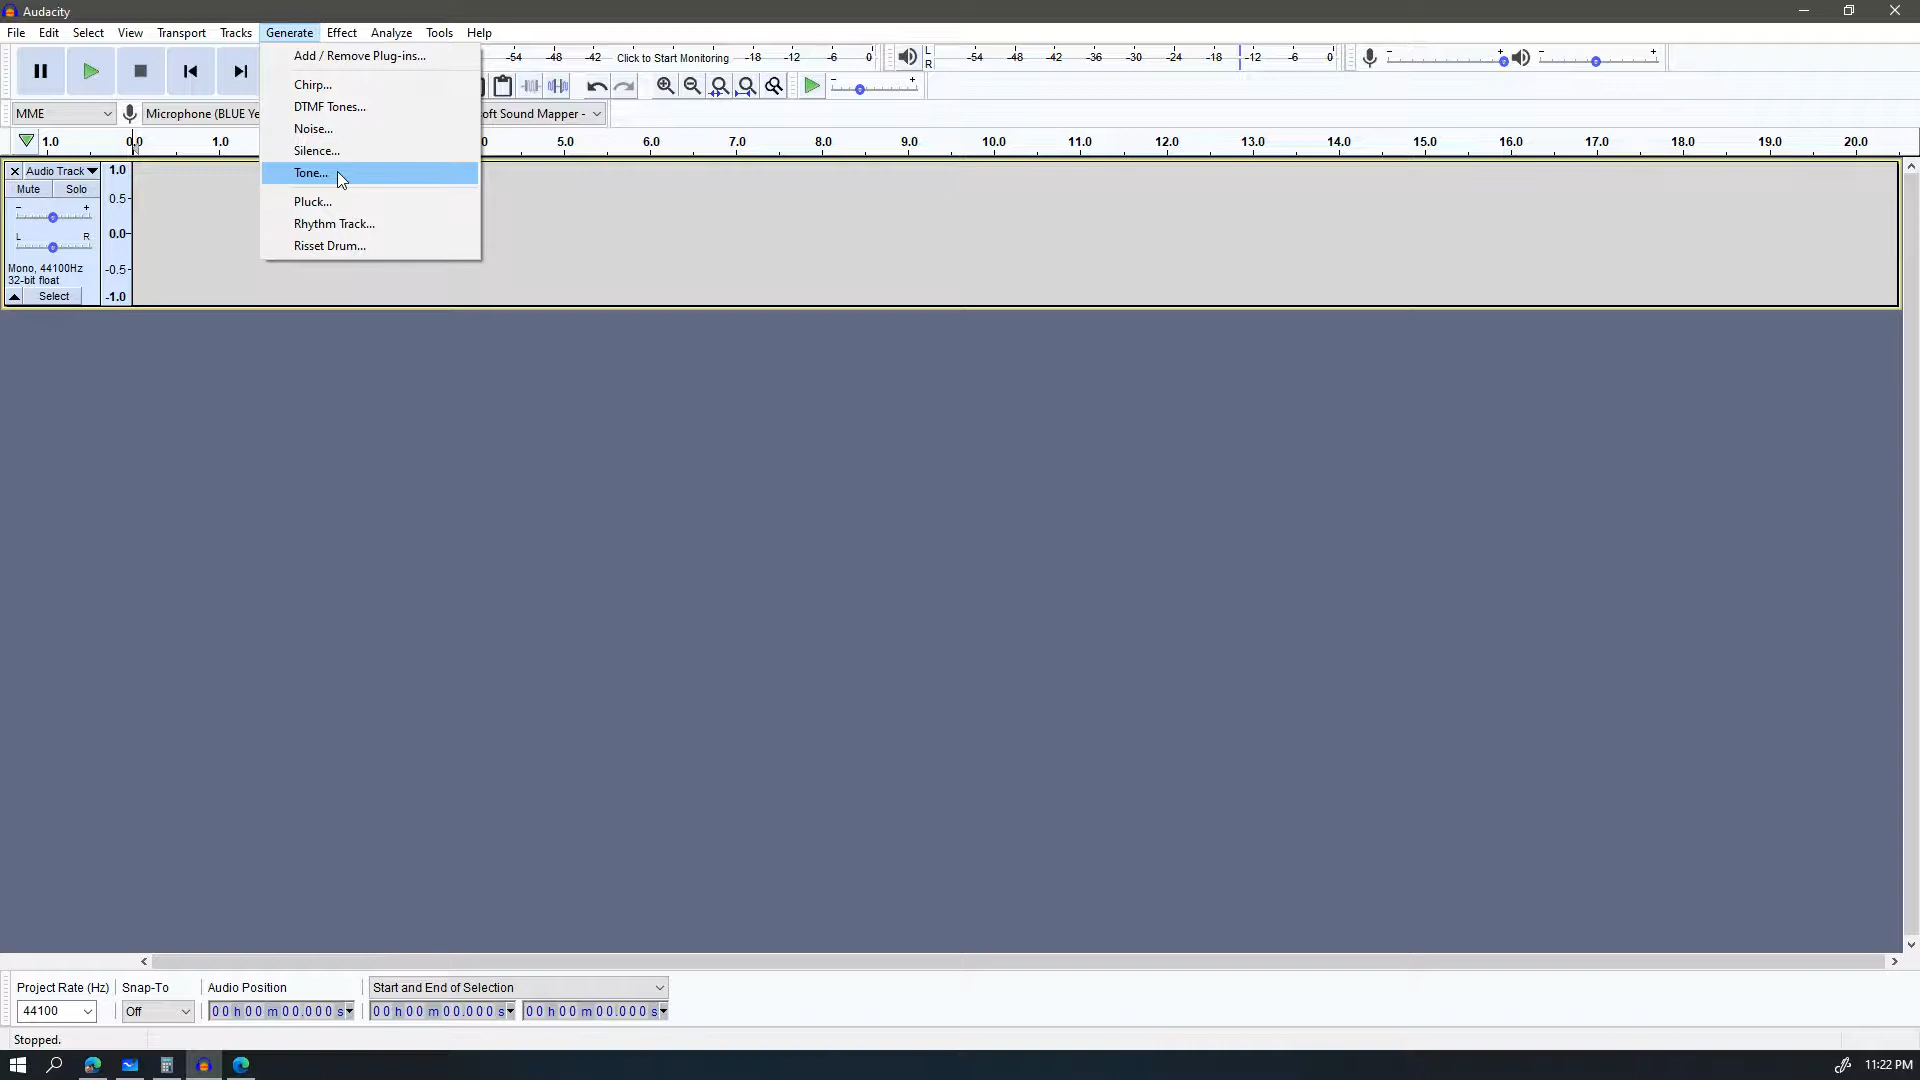 Audacity
File Edit Select View Transport Tracks Generate Effect Analyze Tools Help
Add / Remove Plug-ins...
Chirp...
DTMF Tones...
Noise...
Silence...
Tone...
Pluck...
Rhythm Track...
Risset Drum...
-54 -48 -42 Click to Start Monitoring -18 -12 -6 0
L
R
-54 -48 -42 -36 -30 -24 -18 -12 -6 0
MME Microphone (BLUE Ye oft Sound Mapper -
1.0 0.0 1.0 0 5.0 6.0 7.0 8.0 9.0 10.0 11.0 12.0 13.0 14.0 15.0 16.0 17.0 18.0 19.0 20.0
Audio Track
Mute Solo
- +
L R
Mono, 44100Hz
32-bit float
Select
1.0
0.5
0.0
-0.5
-1.0
Project Rate (Hz) Snap-To Audio Position Start and End of Selection
44100 Off 00 h 00 m 00.000 s 00 h 00 m 00.000 s 00 h 00 m 00.000 s
Stopped.
11:22 PM